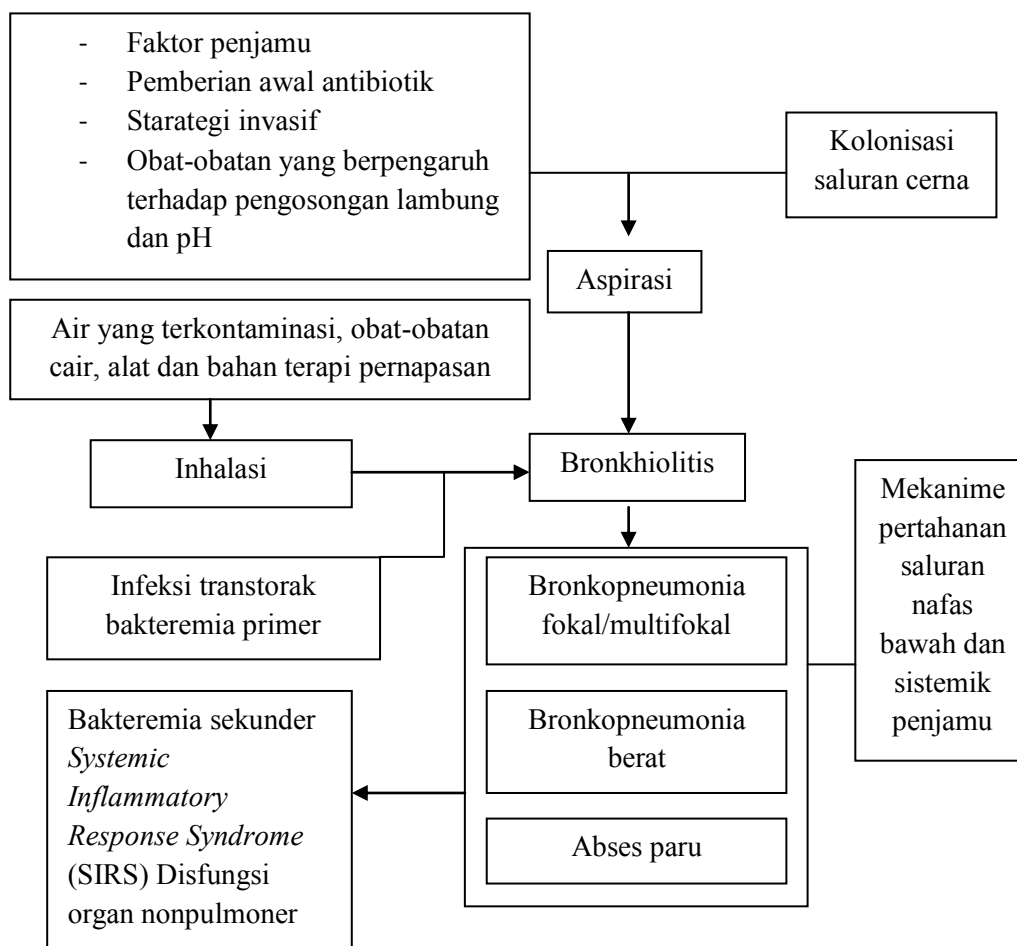 - Faktor penjamu
- Pemberian awal antibiotik
- Starategi invasif
- Obat-obatan yang berpengaruh
terhadap pengosongan lambung
dan pH
Kolonisasi
saluran cerna
Aspirasi
Air yang terkontaminasi, obat-obatan
cair, alat dan bahan terapi pernapasan
Inhalasi
Bronkhiolitis
Infeksi transtorak
bakteremia primer
Bronkopneumonia
fokal/multifokal
Bronkopneumonia
berat
Abses paru
Mekanime
pertahanan
saluran
nafas
bawah dan
sistemik
penjamu
Bakteremia sekunder
Systemic
Inflammatory
Response Syndrome
(SIRS) Disfungsi
organ nonpulmoner